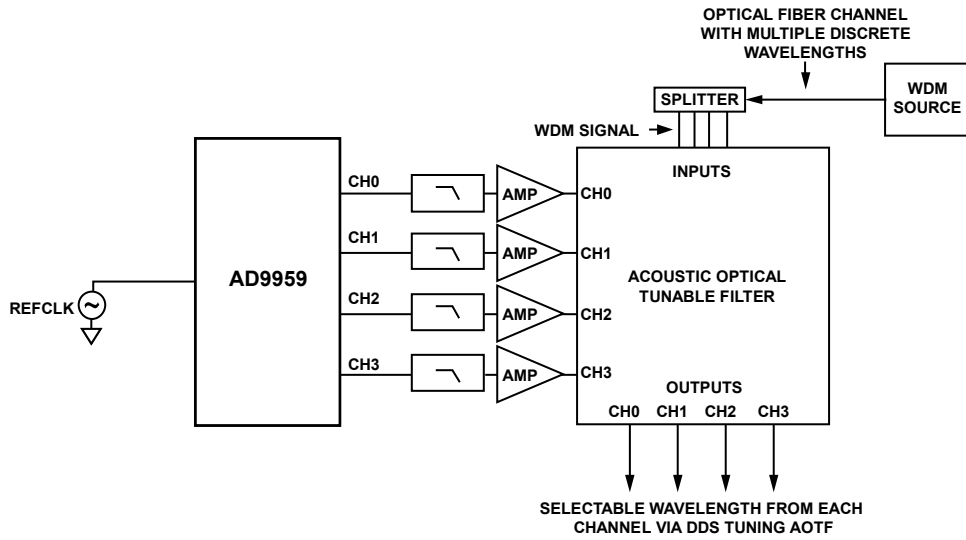 OPTICAL FIBER CHANNEL
WITH MULTIPLE DISCRETE
WAVELENGTHS
WDM
SOURCE
SPLITTER
WDM SIGNAL
INPUTS
CH0
AMP
CH0
CH1
AMP
CH1
AD9959
ACOUSTIC OPTICAL
TUNABLE FILTER
REFCLK
CH2
AMP
CH2
CH3
AMP
CH3
OUTPUTS
CH0 CH1 CH2 CH3
SELECTABLE WAVELENGTH FROM EACH
CHANNEL VIA DDS TUNING AOTF